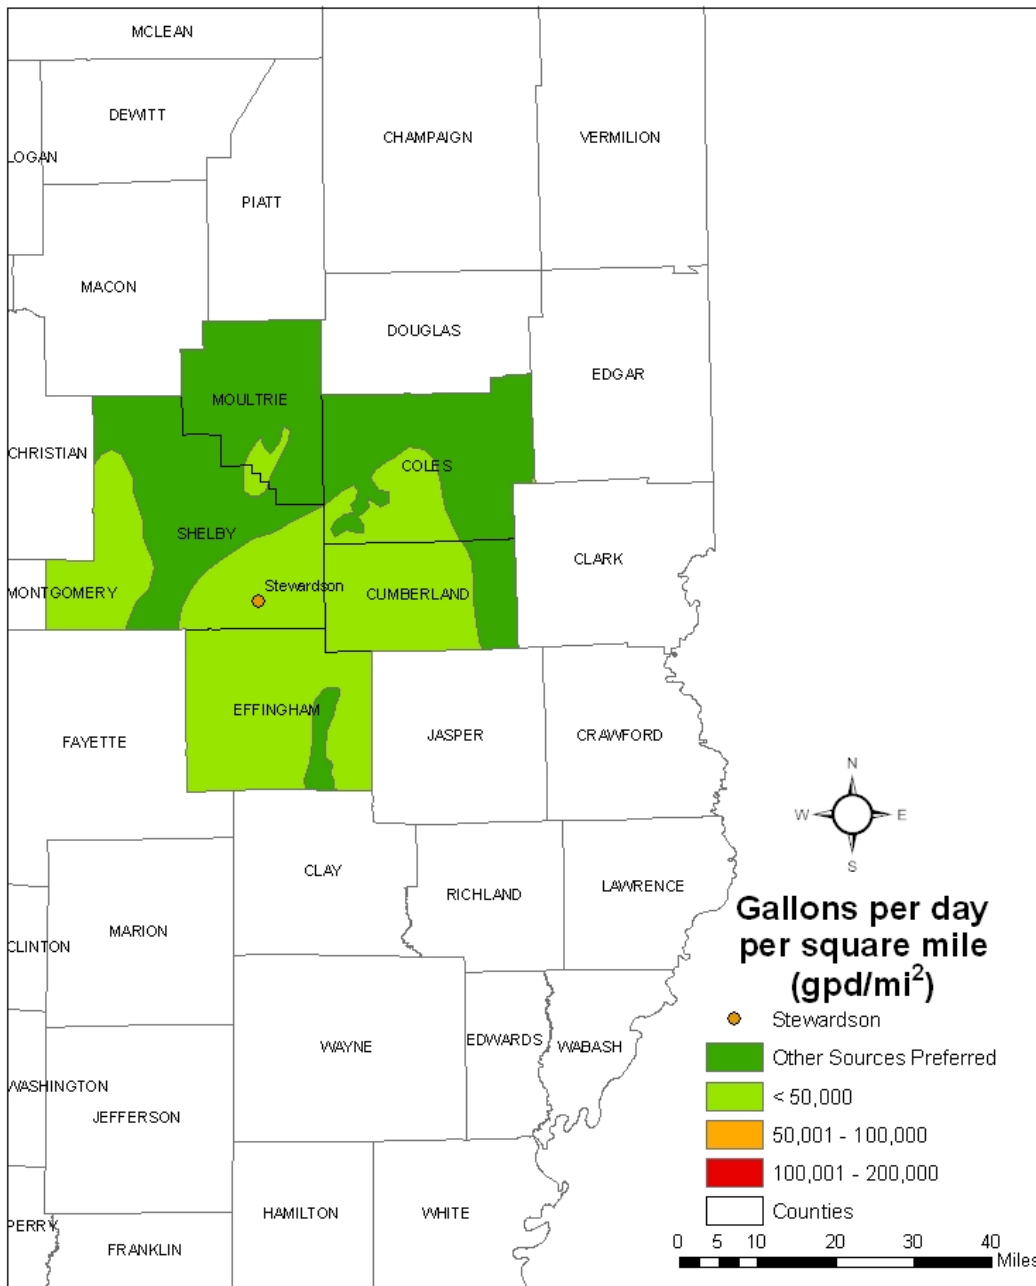 MCLEAN
DEWITT
CHAMPAIGN
VERMILION
LOGAN
PIATT
MACON
DOUGLAS
EDGAR
MOULTRIE
CHRISTIAN
COLES
SHELBY
CLARK
Stewardson
MONTGOMERY
CUMBERLAND
EFFINGHAM
FAYETTE
JASPER
CRAWFORD
N
W
E
S
CLAY
RICHLAND
LAWRENCE
MARION
CLINTON
Gallons per day
per square mile
(gpd/mi²)
Stewardson
Other Sources Preferred
< 50,000
50,001 - 100,000
100,001 - 200,000
Counties
WAYNE
EDWARDS
WABASH
WASHINGTON
JEFFERSON
HAMILTON
WHITE
PERRY
FRANKLIN
0 5 10 20 30 40
Miles